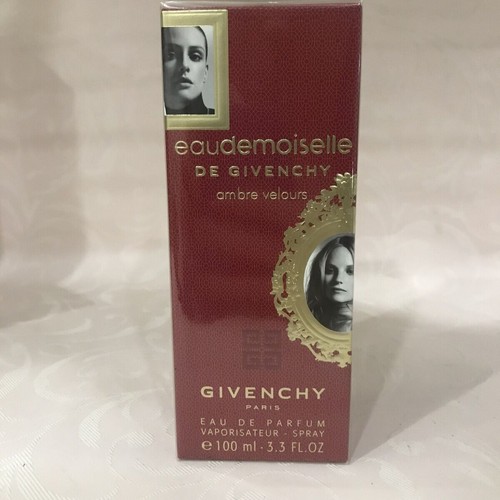 eaudemoiselle
DE GIVENCHY
ambre velours
GIVENCHY
PARIS
EAU DE PARFUM
VAPORISATEUR - SPRAY
℮ 100 ml - 3.3 FL.OZ